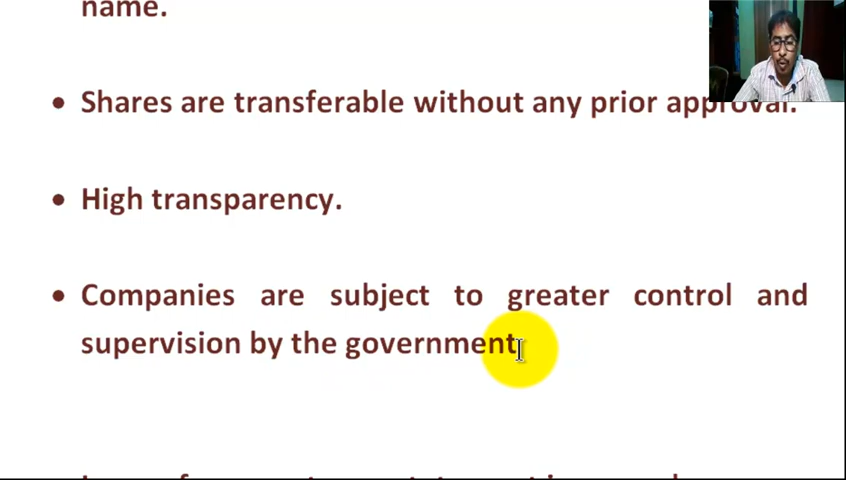 name.
• Shares are transferable without any prior approval.
• High transparency.
• Companies are subject to greater control and
supervision by the government